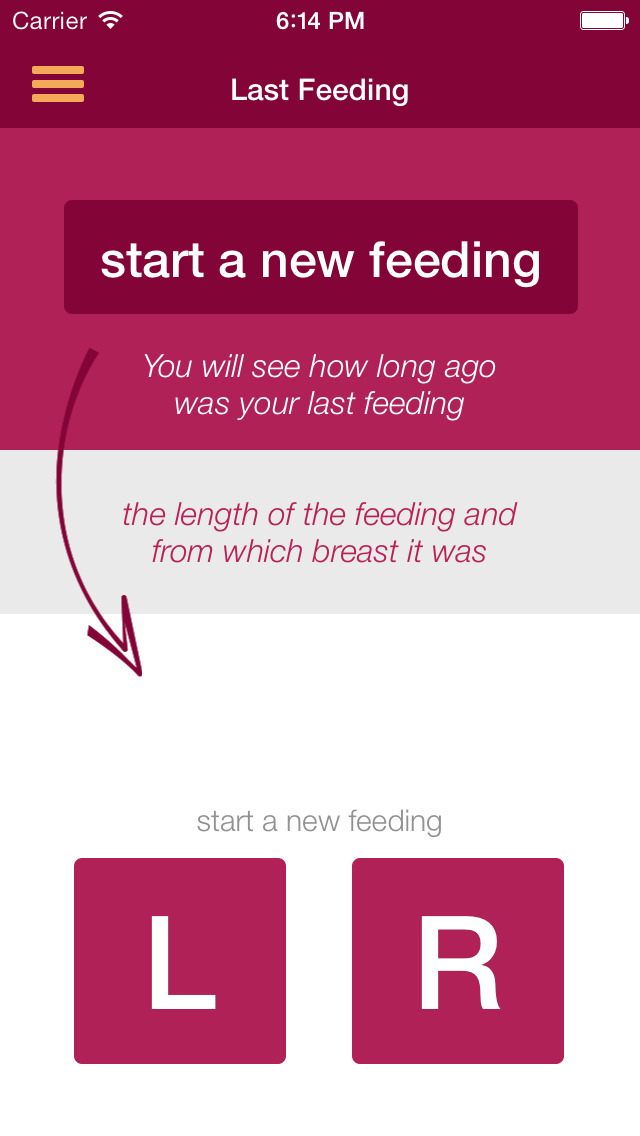 Carrier 6:14 PM
Last Feeding
start a new feeding
You will see how long ago
was your last feeding
the length of the feeding and
from which breast it was
start a new feeding
L R